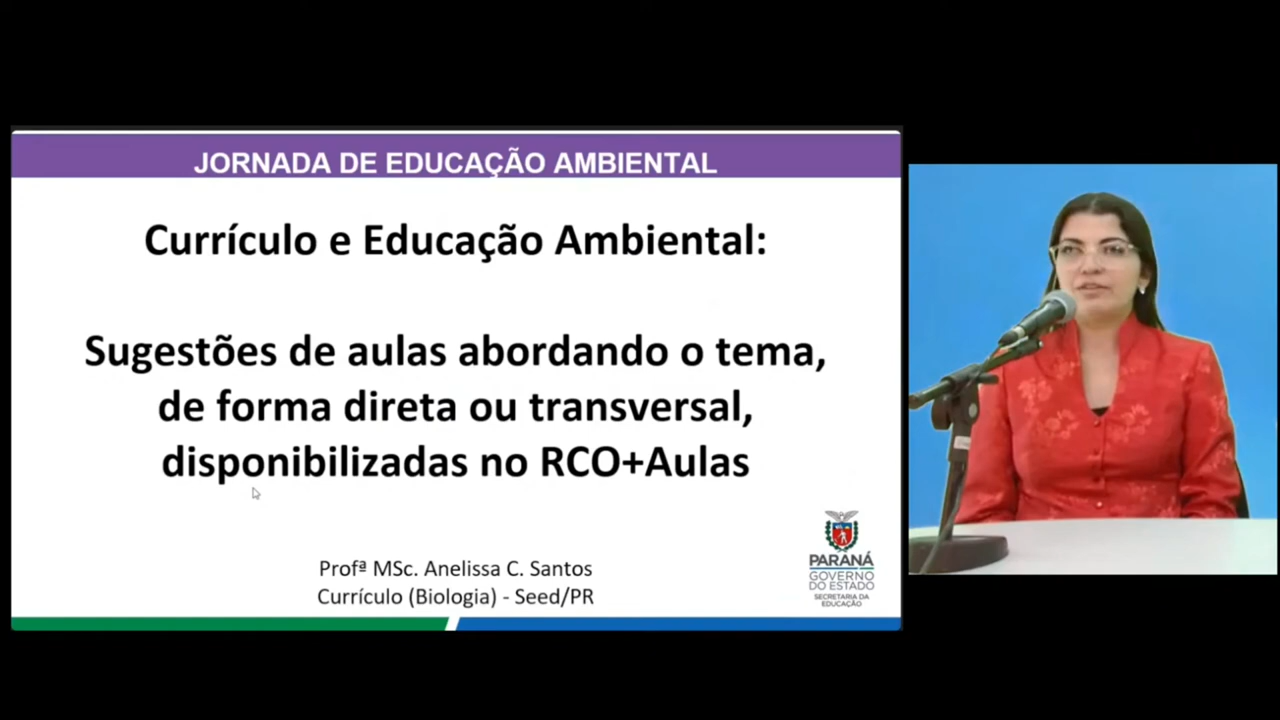 JORNADA DE EDUCAÇÃO AMBIENTAL
Currículo e Educação Ambiental:
Sugestões de aulas abordando o tema,
de forma direta ou transversal,
disponibilizadas no RCO+Aulas
Profª MSc. Anelissa C. Santos
Currículo (Biologia) - Seed/PR
PARANÁ
GOVERNO
DO ESTADO
SECRETARIA DA
EDUCAÇÃO